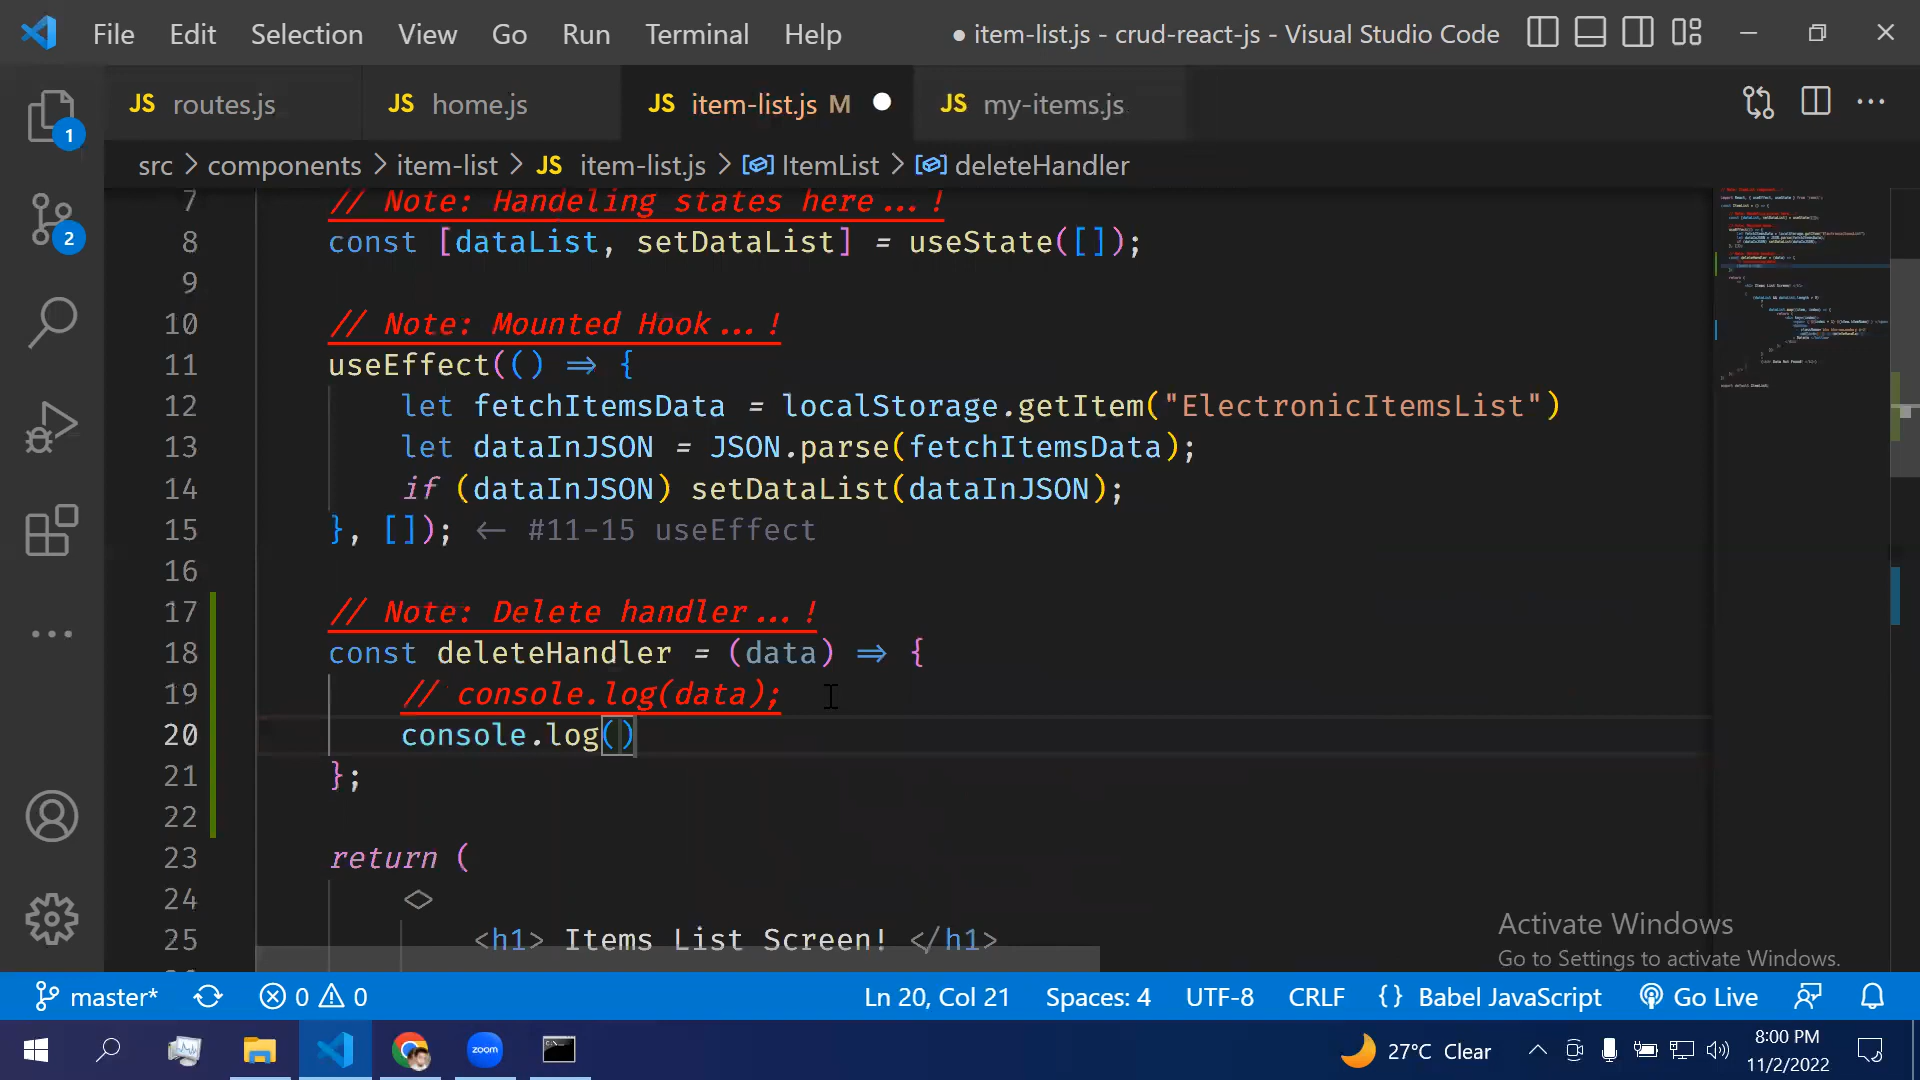 File Edit Selection View Go Run Terminal Help ● item-list.js - crud-react-js - Visual Studio Code
JS routes.js JS home.js JS item-list.js M ● JS my-items.js
src > components > item-list > JS item-list.js > ItemList > deleteHandler
7 // Note: Handeling states here...!
8 const [dataList, setDataList] = useState([]);
9
10 // Note: Mounted Hook...!
11 useEffect(() => {
12 let fetchItemsData = localStorage.getItem("ElectronicItemsList")
13 let dataInJSON = JSON.parse(fetchItemsData);
14 if (dataInJSON) setDataList(dataInJSON);
15 }, []); <- #11-15 useEffect
16
17 // Note: Delete handler...!
18 const deleteHandler = (data) => {
19 // console.log(data);
20 console.log()
21 };
22
23 return (
24 <>
25 <h1> Items List Screen! </h1>
1
2
Activate Windows
Go to Settings to activate Windows.
master* 0 0 Ln 20, Col 21 Spaces: 4 UTF-8 CRLF {} Babel JavaScript Go Live
zoom 27°C Clear 8:00 PM
11/2/2022